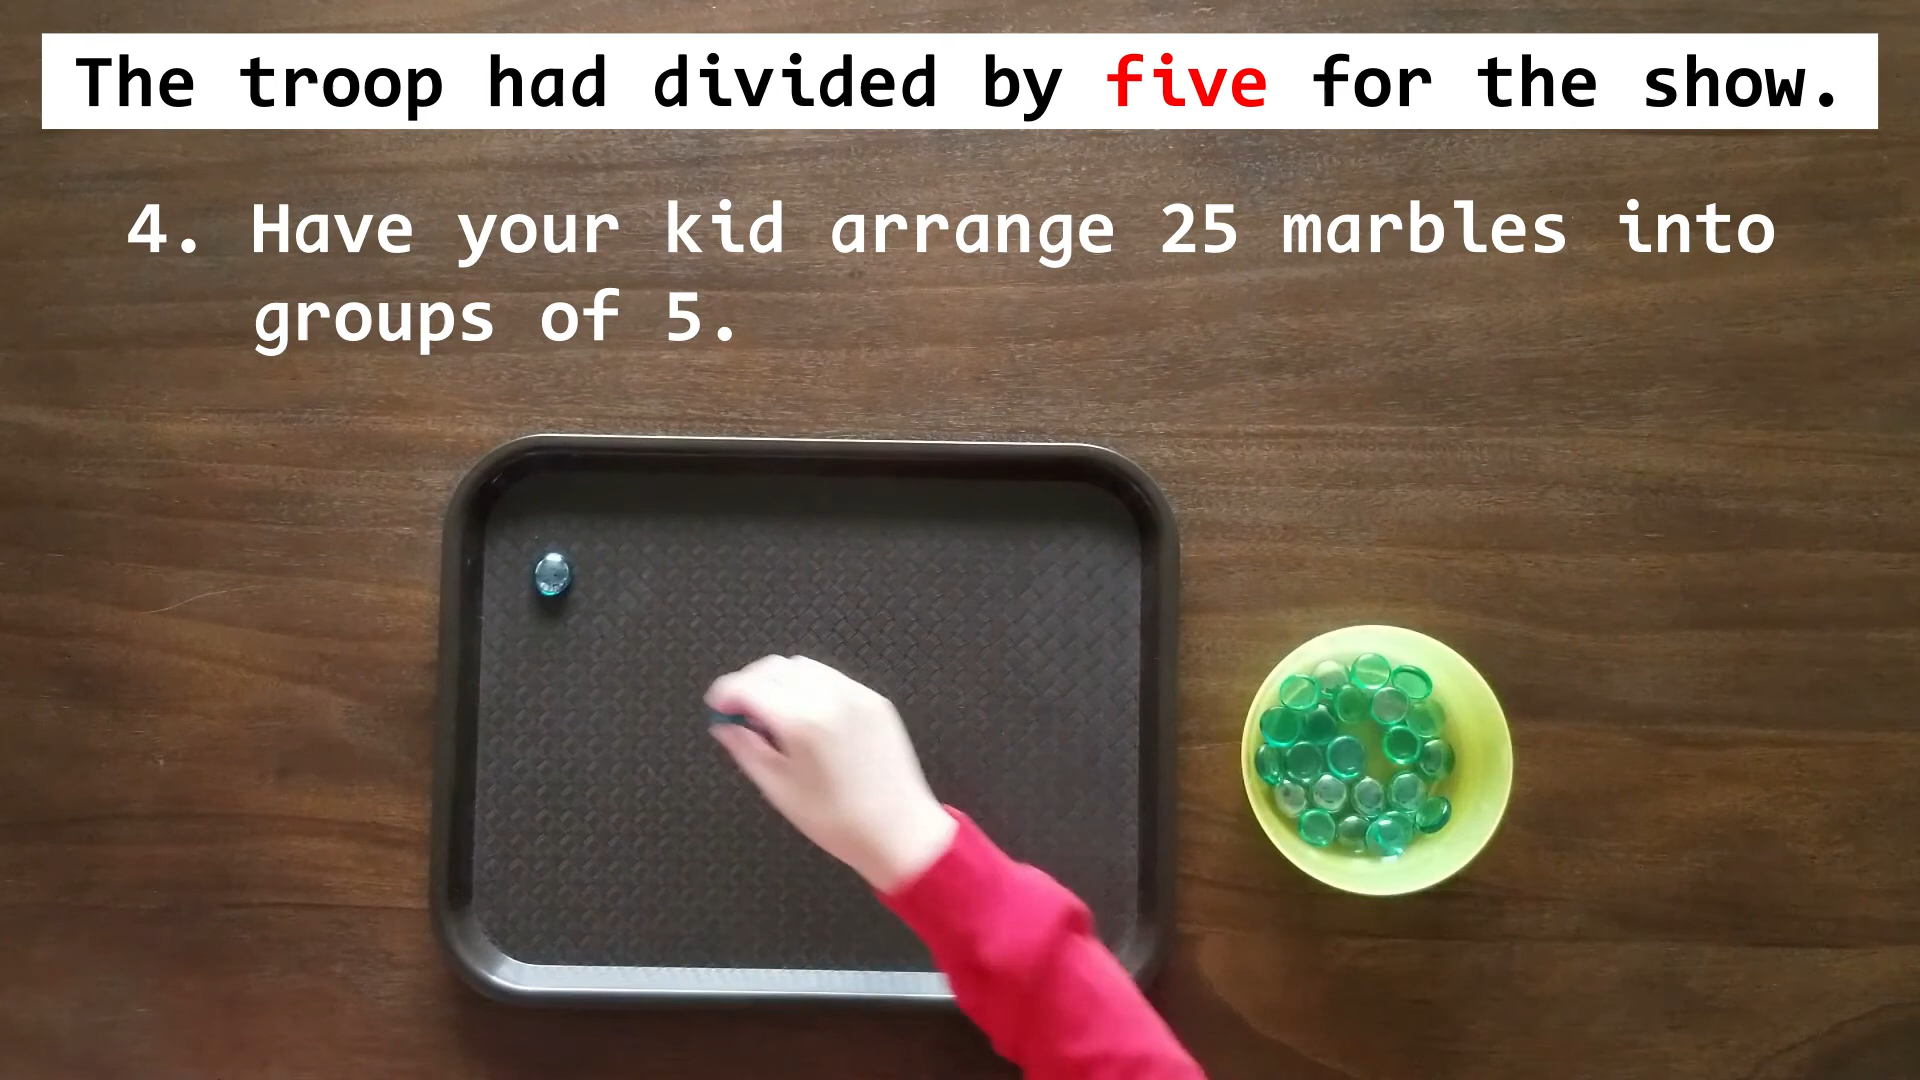 The troop had divided by five for the show.
4. Have your kid arrange 25 marbles into
groups of 5.